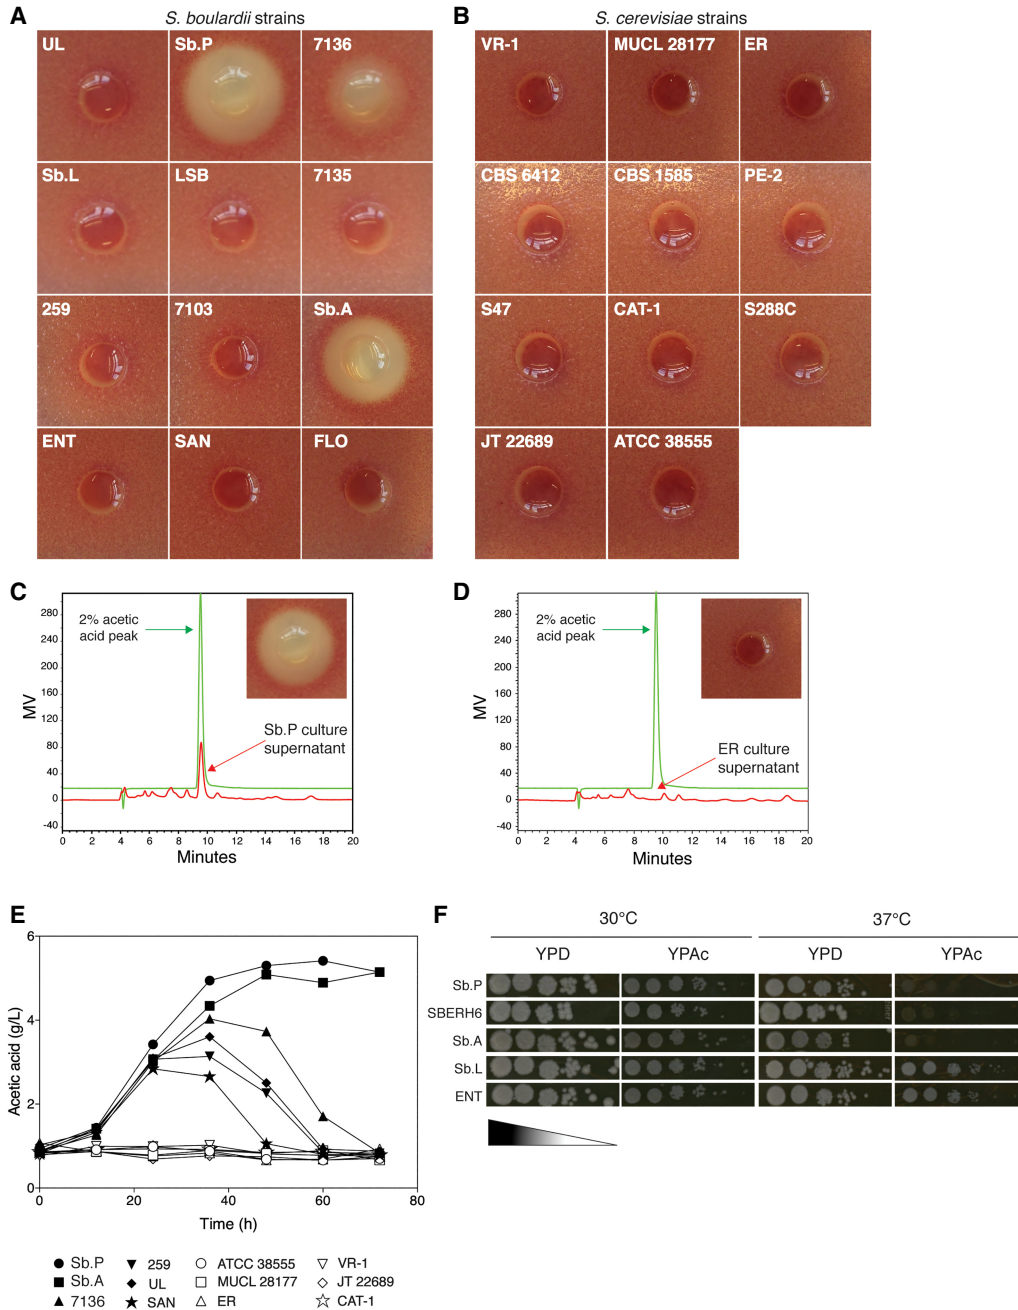 A
S. boulardii strains
UL
Sb.P
7136
Sb.L
LSB
7135
259
7103
Sb.A
ENT
SAN
FLO
B
S. cerevisiae strains
VR-1
MUCL 28177
ER
CBS 6412
CBS 1585
PE-2
S47
CAT-1
S288C
JT 22689
ATCC 38555
C
MV
280
240
200
160
120
80
40
0
-40
2% acetic
acid peak
Sb.P culture
supernatant
0 2 4 6 8 10 12 14 16 18 20
Minutes
D
MV
280
240
200
160
120
80
40
0
-40
2% acetic
acid peak
ER culture
supernatant
0 2 4 6 8 10 12 14 16 18 20
Minutes
E
Acetic acid (g/L)
6
4
2
0
0 20 40 60 80
Time (h)
Sb.P
259
ATCC 38555
VR-1
Sb.A
UL
MUCL 28177
JT 22689
7136
SAN
ER
CAT-1
F
30°C 37°C
YPD YPAc YPD YPAc
Sb.P
SBERH6
Sb.A
Sb.L
ENT